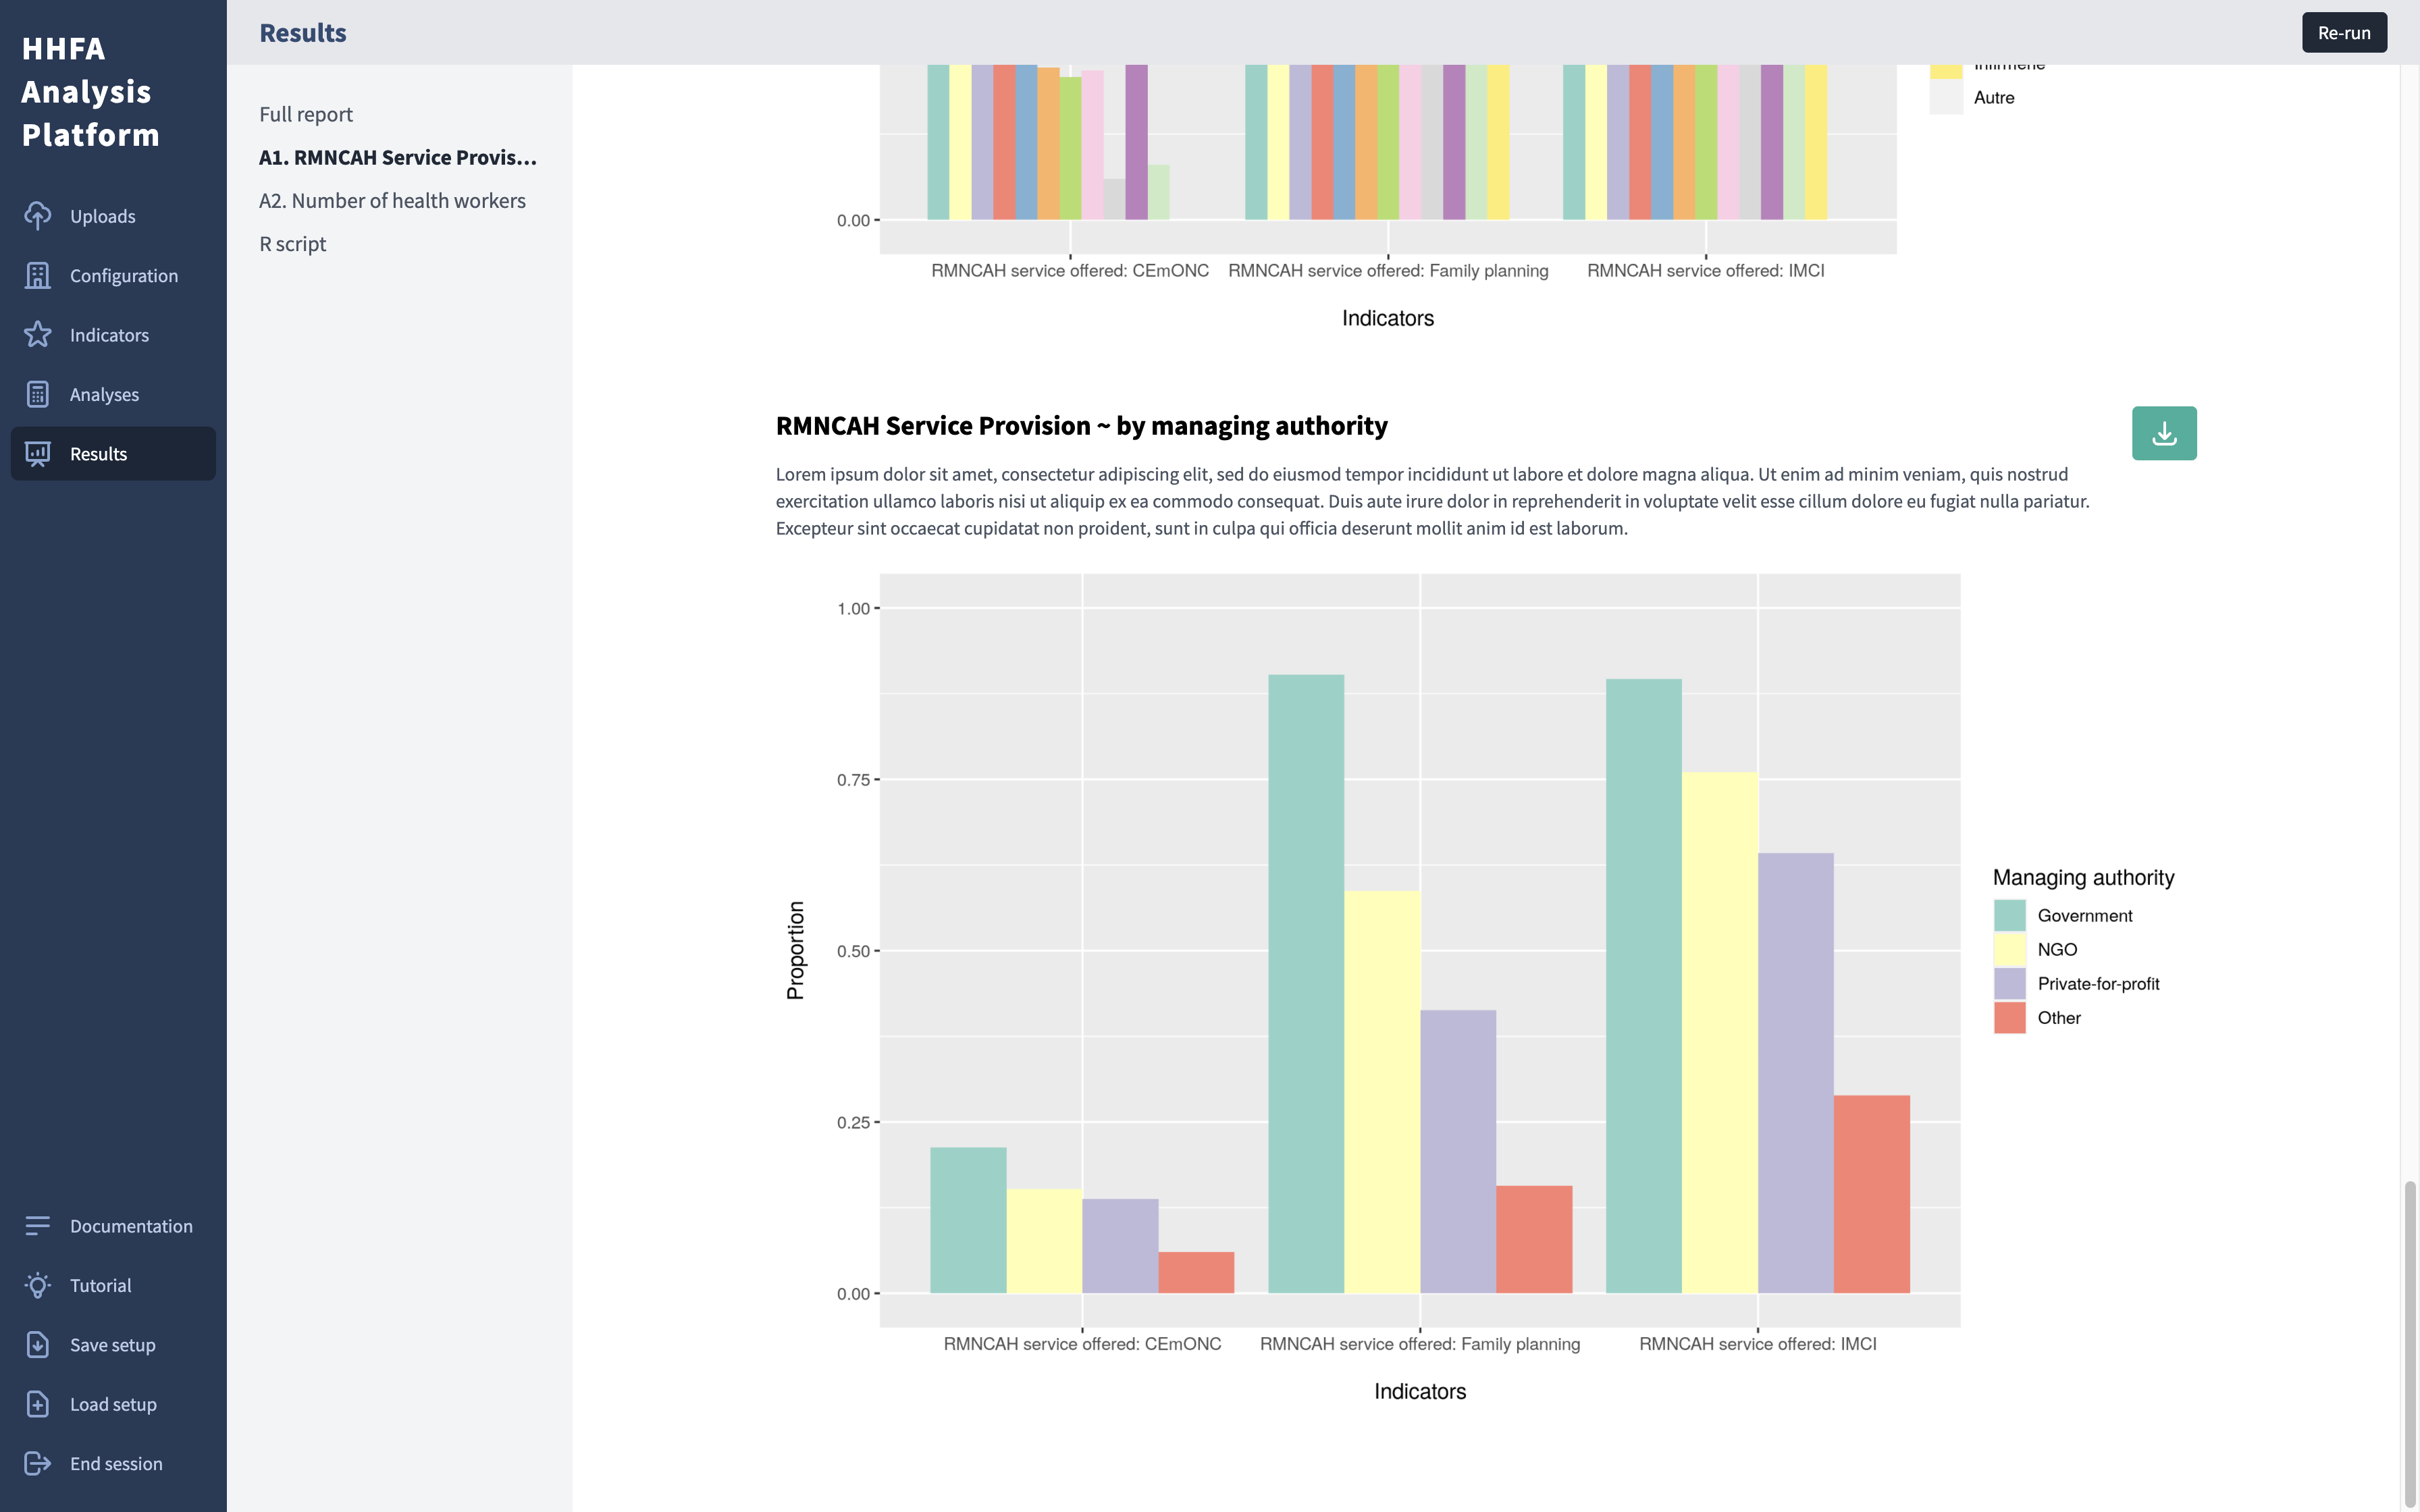 HHFA
Analysis
Platform
Uploads
Configuration
Indicators
Analyses
Results
Documentation
Tutorial
Save setup
Load setup
End session
Results
Re-run
Full report
A1. RMNCAH Service Provis...
A2. Number of health workers
R script
Autre
0.00
RMNCAH service offered: CEmONC
RMNCAH service offered: Family planning
RMNCAH service offered: IMCI
Indicators
RMNCAH Service Provision ~ by managing authority
Lorem ipsum dolor sit amet, consectetur adipiscing elit, sed do eiusmod tempor incididunt ut labore et dolore magna aliqua. Ut enim ad minim veniam, quis nostrud
exercitation ullamco laboris nisi ut aliquip ex ea commodo consequat. Duis aute irure dolor in reprehenderit in voluptate velit esse cillum dolore eu fugiat nulla pariatur.
Excepteur sint occaecat cupidatat non proident, sunt in culpa qui officia deserunt mollit anim id est laborum.
1.00
0.75
0.50
0.25
0.00
Proportion
RMNCAH service offered: CEmONC
RMNCAH service offered: Family planning
RMNCAH service offered: IMCI
Indicators
Managing authority
Government
NGO
Private-for-profit
Other